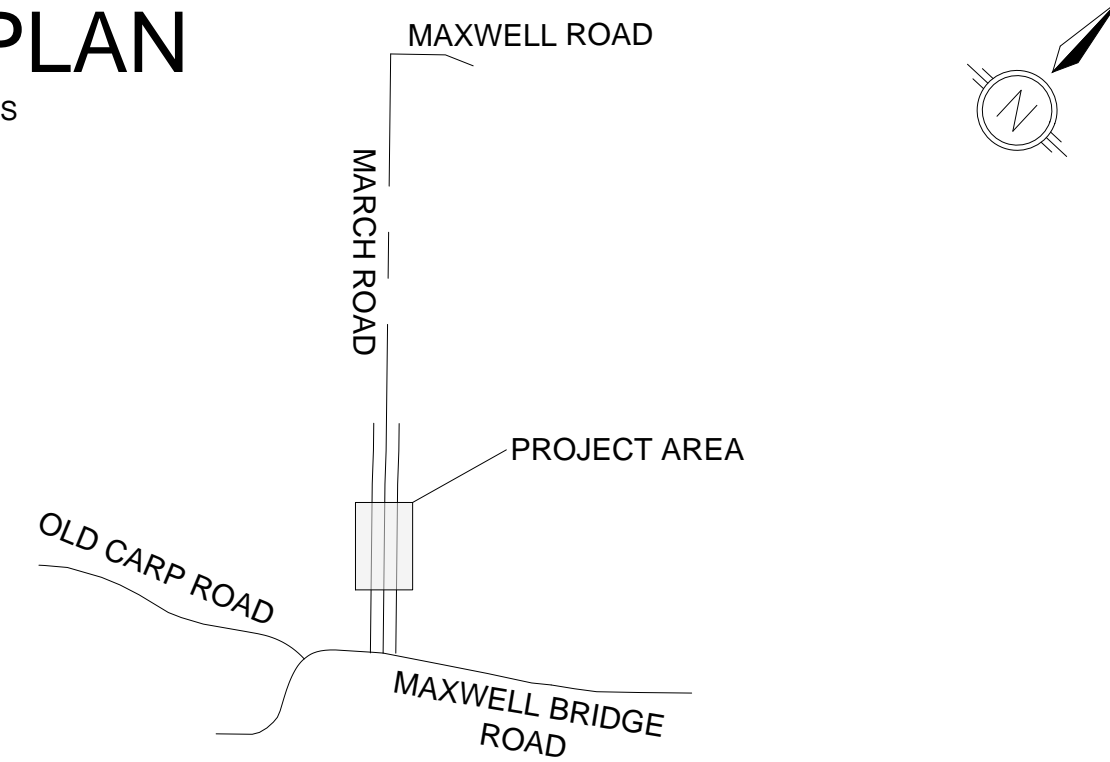 PLAN
S
MAXWELL ROAD
N
MARCH ROAD
PROJECT AREA
OLD CARP ROAD
MAXWELL BRIDGE
ROAD